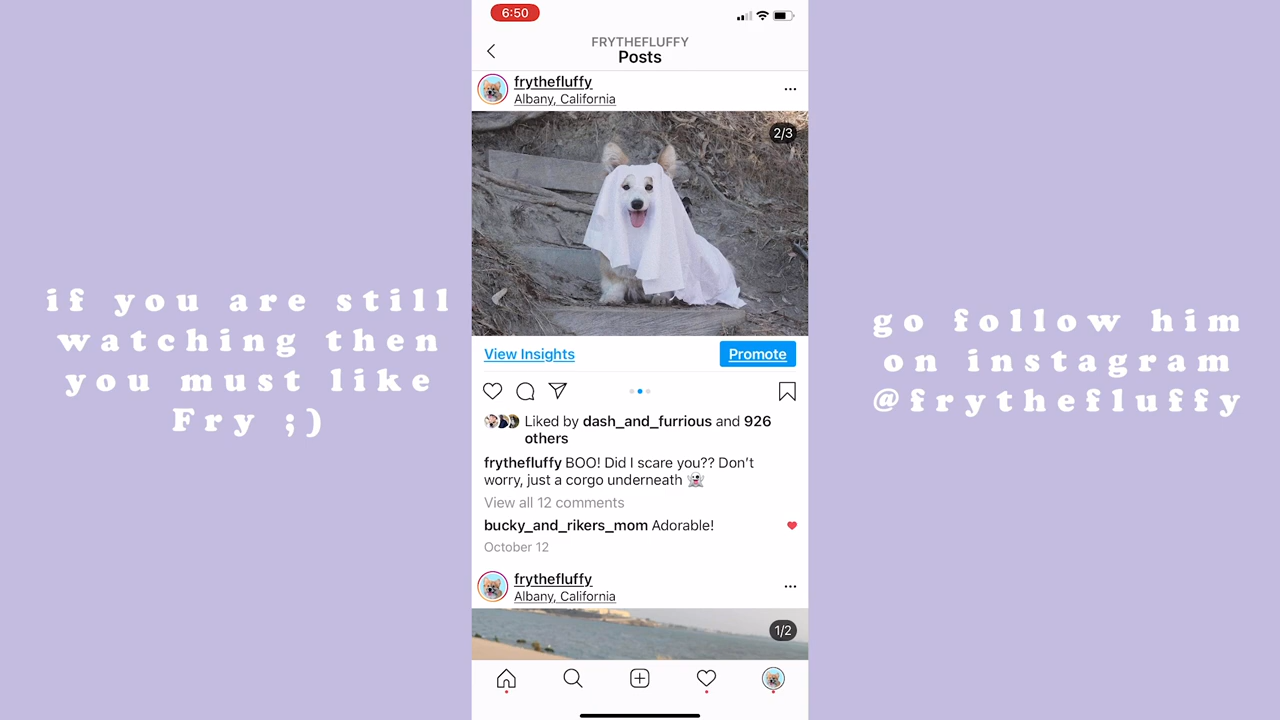 6:50
FRYTHEFLUFFY
Posts
frythefluffy
Albany, California
2/3
if you are still
watching then
you must like
Fry ;)
View Insights
Promote
Liked by dash_and_furrious and 926
others
frythefluffy BOO! Did I scare you?? Don’t
worry, just a corgo underneath 👻
View all 12 comments
bucky_and_rikers_mom Adorable!
October 12
frythefluffy
Albany, California
1/2
go follow him
on instagram
@frythefluffy